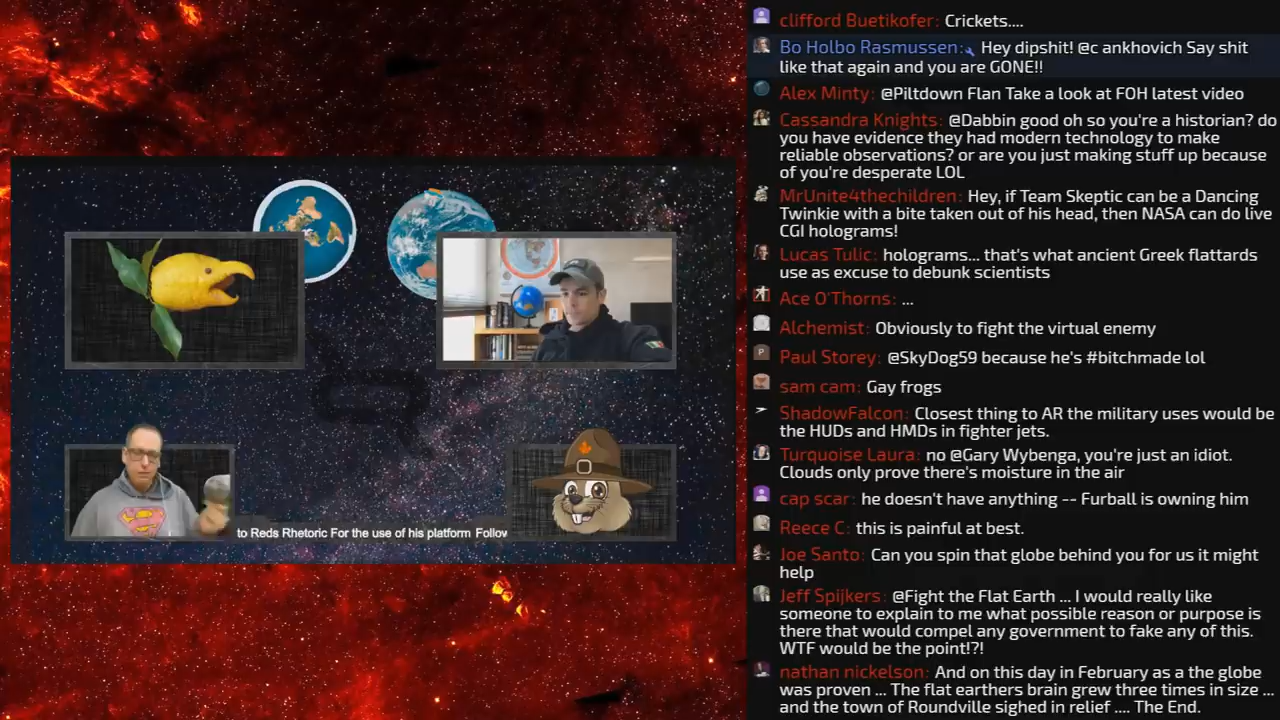 clifford Buetikofer: Crickets....
Bo Holbo Rasmussen: Hey dipshit! @c ankhovich Say shit
like that again and you are GONE!!
Alex Minty: @Piltdown Flan Take a look at FOH latest video
Cassandra Knights: @Dabbin good oh so you're a historian? do
you have evidence they had modern technology to make
reliable observations? or are you just making stuff up because
of you're desperate LOL
MrUnite4thechildren: Hey, if Team Skeptic can be a Dancing
Twinkie with a bite taken out of his head, then NASA can do live
CGI holograms!
Lucas Tulic: holograms... that's what ancient Greek flattards
use as excuse to debunk scientists
Ace O'Thorns: ...
Alchemist: Obviously to fight the virtual enemy
P Paul Storey: @SkyDog59 because he's #bitchmade lol
sam cam: Gay frogs
ShadowFalcon: Closest thing to AR the military uses would be
the HUDs and HMDs in fighter jets.
Turquoise Laura: no @Gary Wybenga, you're just an idiot.
Clouds only prove there's moisture in the air
cap scar: he doesn't have anything -- Furball is owning him
Reece C: this is painful at best.
Joe Santo: Can you spin that globe behind you for us it might
help
Jeff Spijkers: @Fight the Flat Earth ... I would really like
someone to explain to me what possible reason or purpose is
there that would compel any government to fake any of this.
WTF would be the point!?!
nathan nickelson: And on this day in February as a the globe
was proven ... The flat earthers brain grew three times in size ...
and the town of Roundville sighed in relief .... The End.
to Reds Rhetoric For the use of his platform Follow